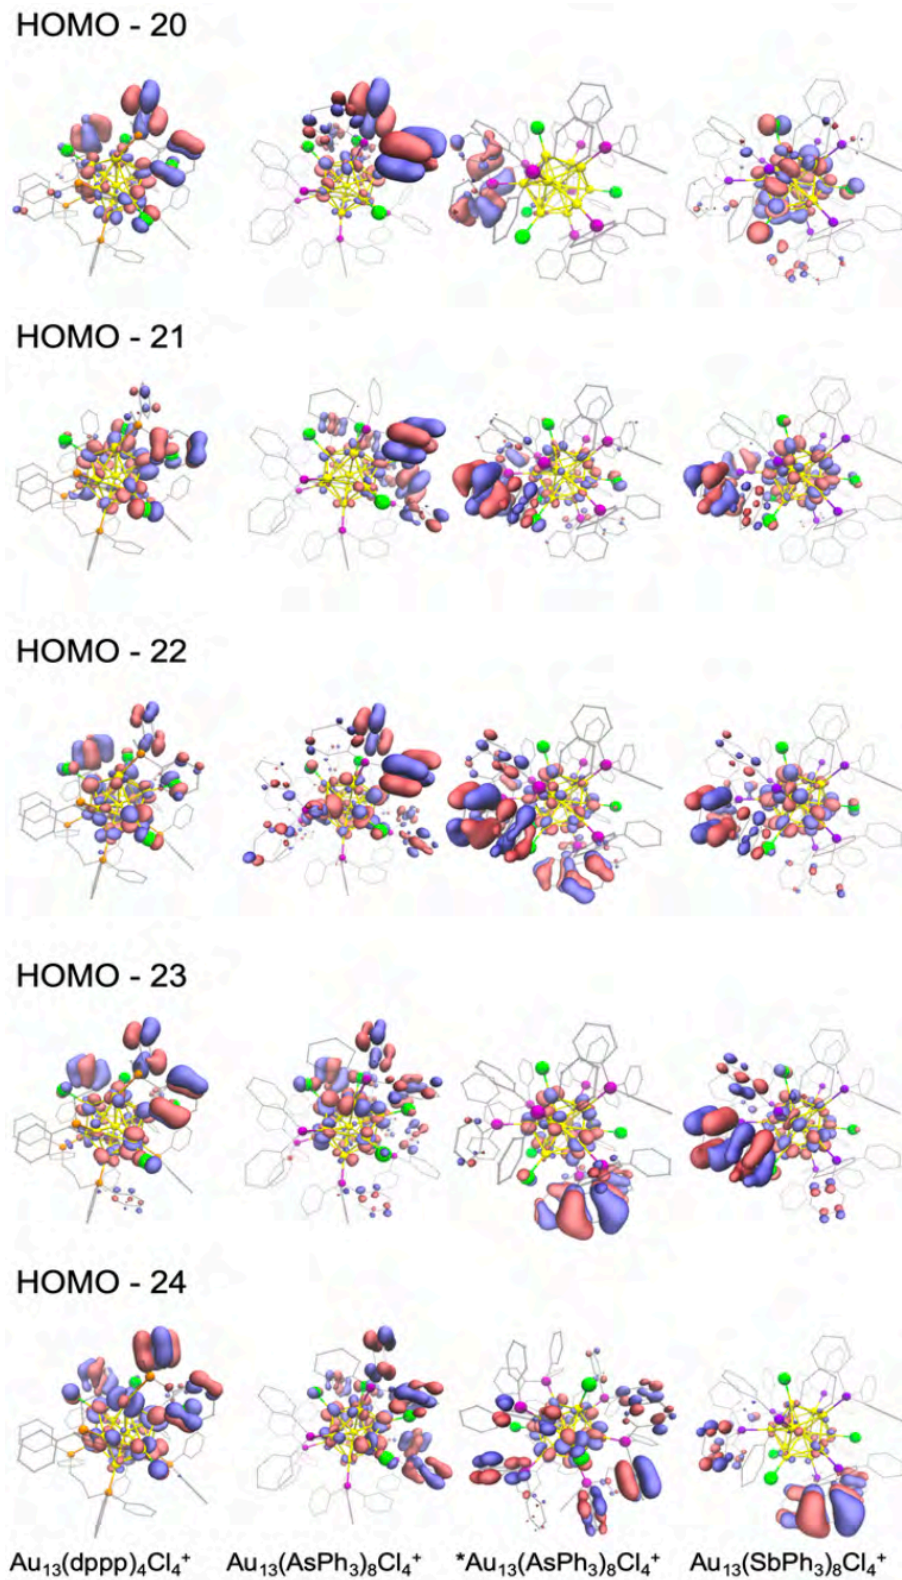 HOMO - 20
HOMO - 21
HOMO - 22
HOMO - 23
HOMO - 24
Au₁₃(dppp)₄Cl₄⁺ Au₁₃(AsPh₃)₈Cl₄⁺ *Au₁₃(AsPh₃)₈Cl₄⁺ Au₁₃(SbPh₃)₈Cl₄⁺